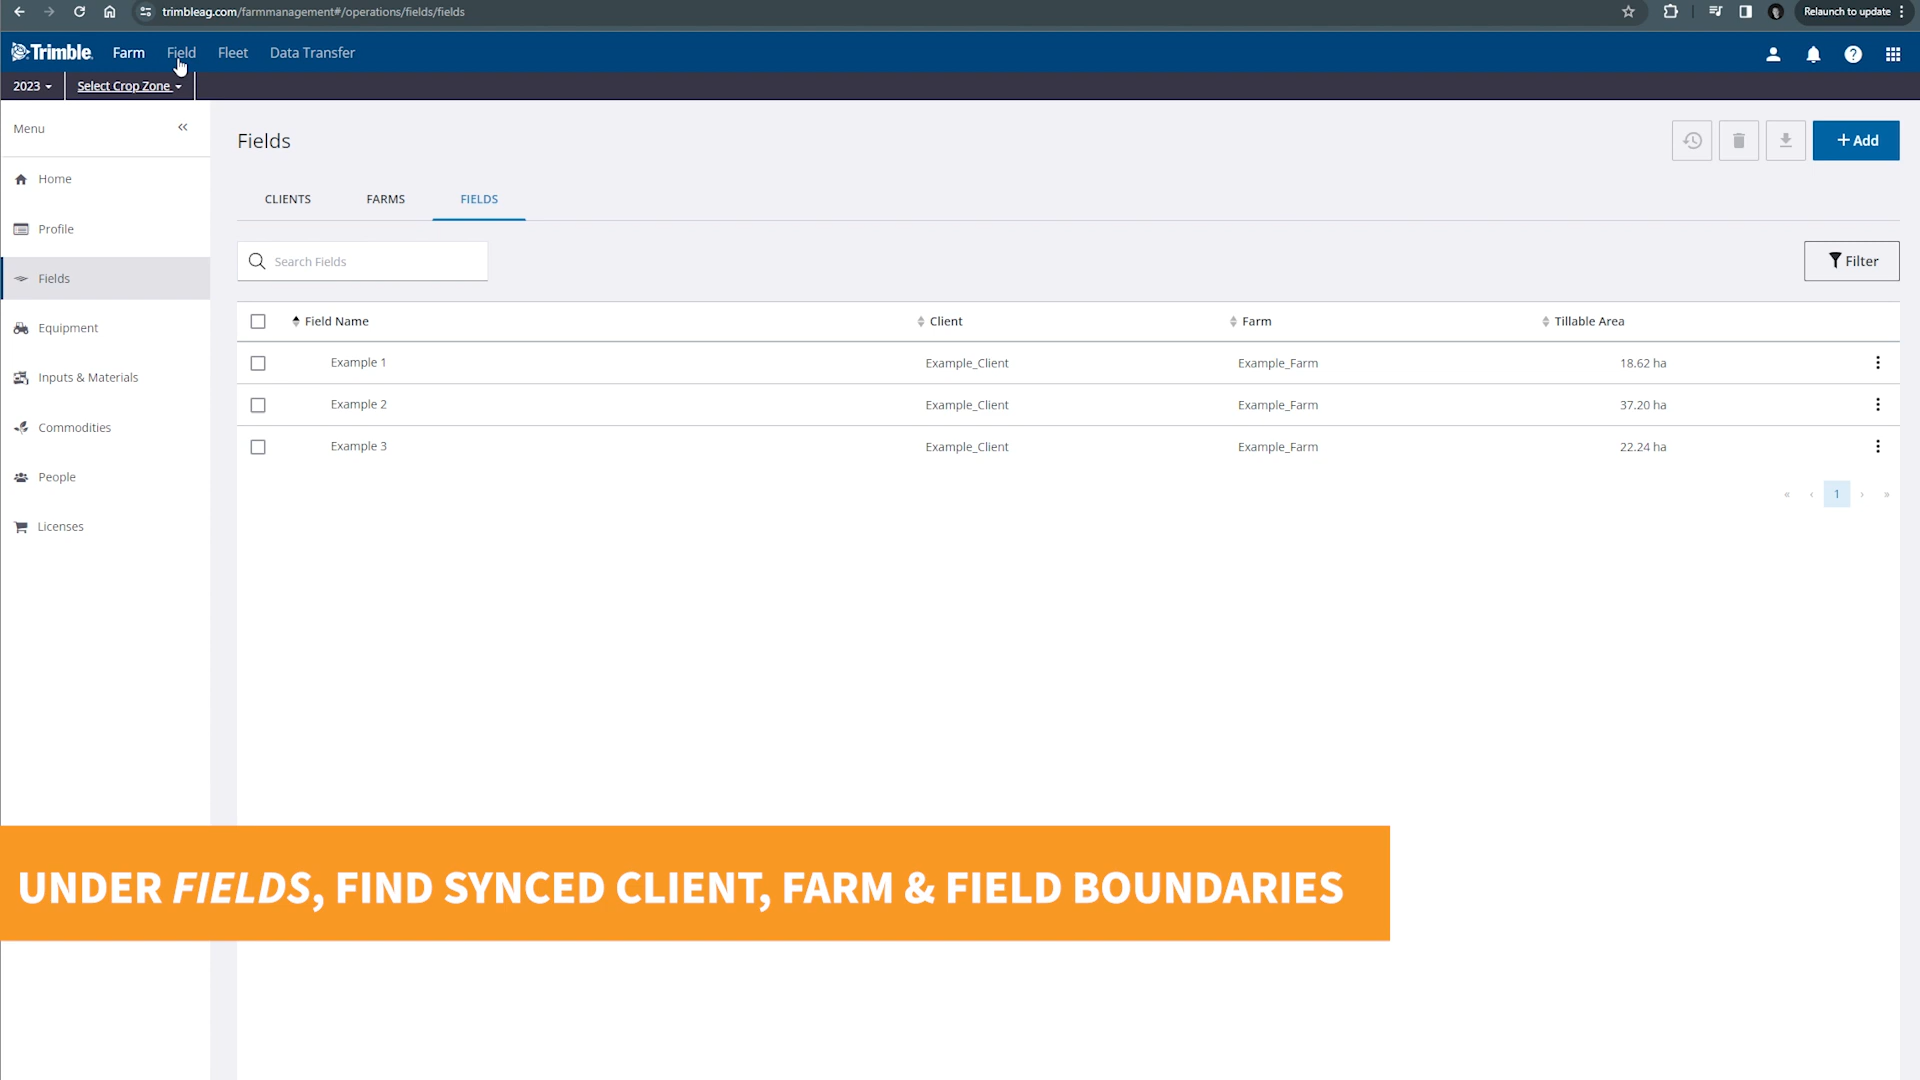 trimbleag.com/farmmanagement#/operations/fields/fields
Relaunch to update
Trimble
Farm
Field
Fleet
Data Transfer
2023
Select Crop Zone
Menu
Home
Profile
Fields
Equipment
Inputs & Materials
Commodities
People
Licenses
Fields
+ Add
CLIENTS
FARMS
FIELDS
Search Fields
Filter
Field Name Client Farm Tillable Area
Example 1 Example_Client Example_Farm 18.62 ha
Example 2 Example_Client Example_Farm 37.20 ha
Example 3 Example_Client Example_Farm 22.24 ha
« ‹ 1 › »
UNDER FIELDS, FIND SYNCED CLIENT, FARM & FIELD BOUNDARIES